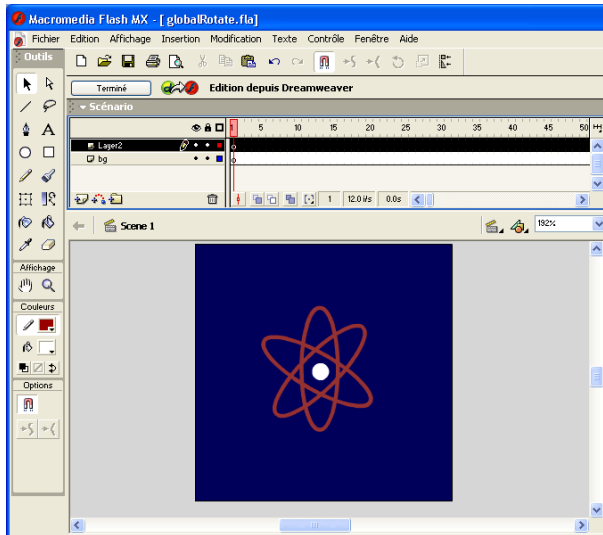 Macromedia Flash MX - [ globalRotate.fla]
Fichier Edition Affichage Insertion Modification Texte Contrôle Fenêtre Aide
Outils
Terminé Edition depuis Dreamweaver
Scénario
1 5 10 15 20 25 30 35 40 45 50
Layer2
bg
1 12.0 i/s 0.0s
Scene 1 192%
Affichage
Couleurs
Options